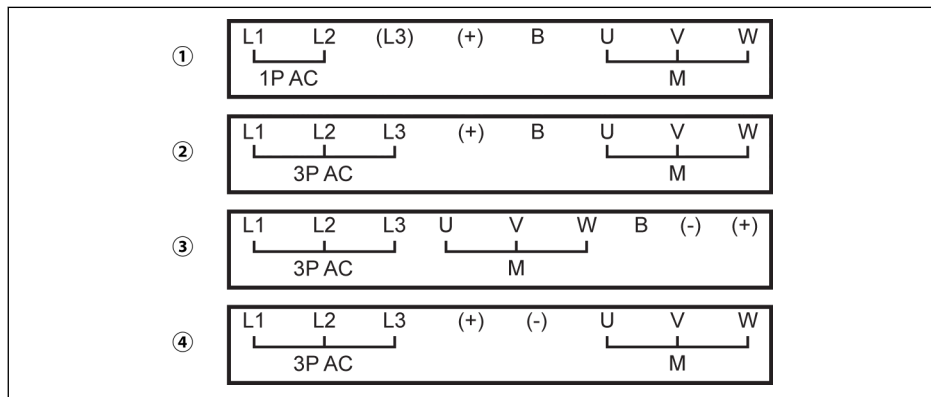 ①
L1 L2 (L3) (+) B U V W
1P AC M
②
L1 L2 L3 (+) B U V W
3P AC M
③
L1 L2 L3 U V W B (-) (+)
3P AC M
④
L1 L2 L3 (+) (-) U V W
3P AC M